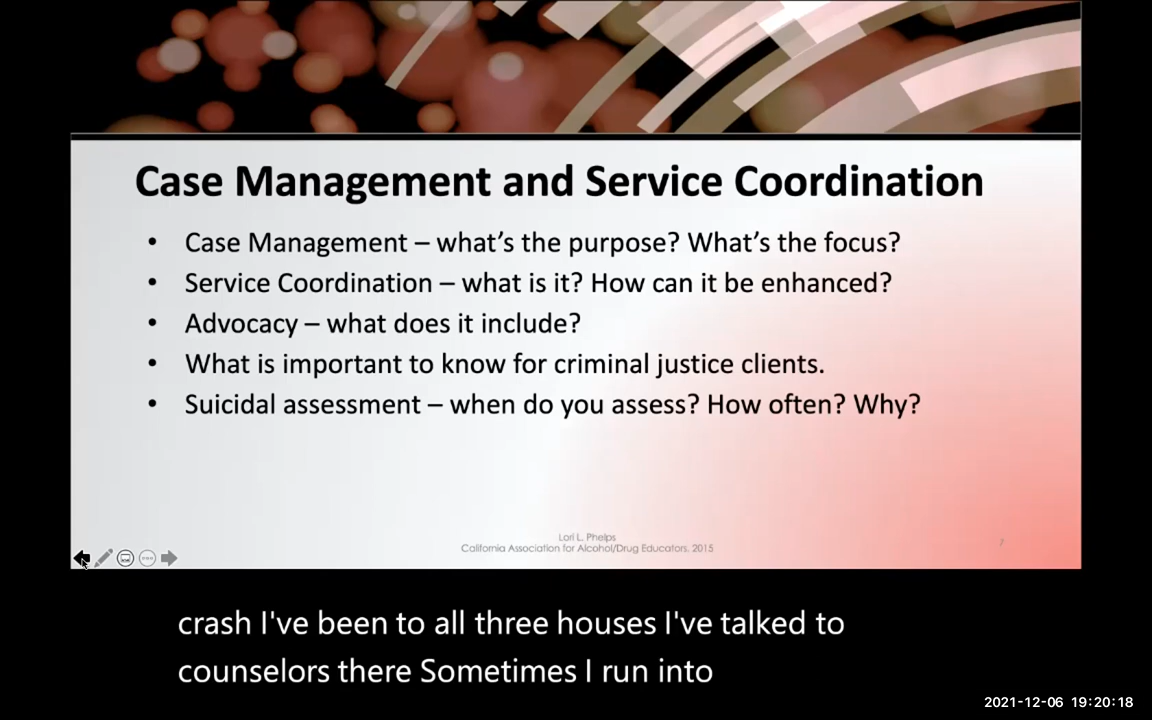 Case Management and Service Coordination
• Case Management – what's the purpose? What's the focus?
• Service Coordination – what is it? How can it be enhanced?
• Advocacy – what does it include?
• What is important to know for criminal justice clients.
• Suicidal assessment – when do you assess? How often? Why?
Lori L. Phelps
California Association for Alcohol/Drug Educators, 2015
7
crash I've been to all three houses I've talked to
counselors there Sometimes I run into
2021-12-06 19:20:18